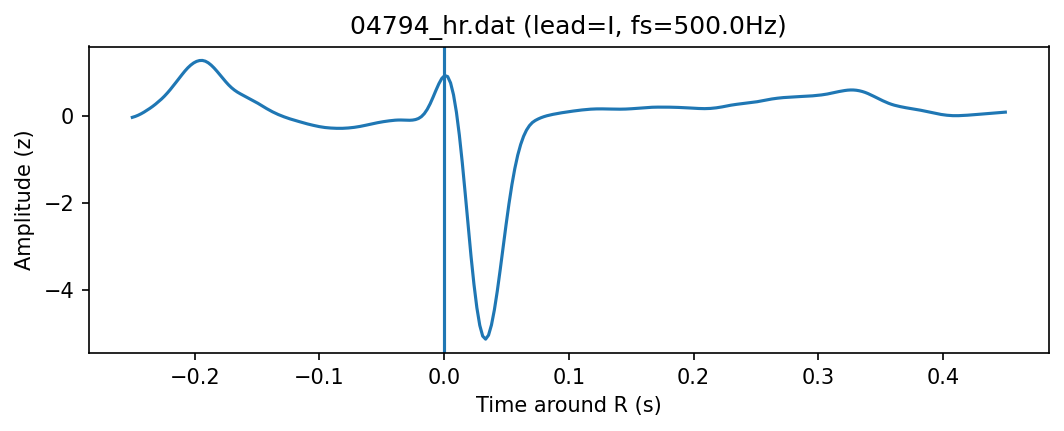 04794_hr.dat (lead=I, fs=500.0Hz)
Amplitude (z)
0
−2
−4
−0.2 −0.1 0.0 0.1 0.2 0.3 0.4
Time around R (s)